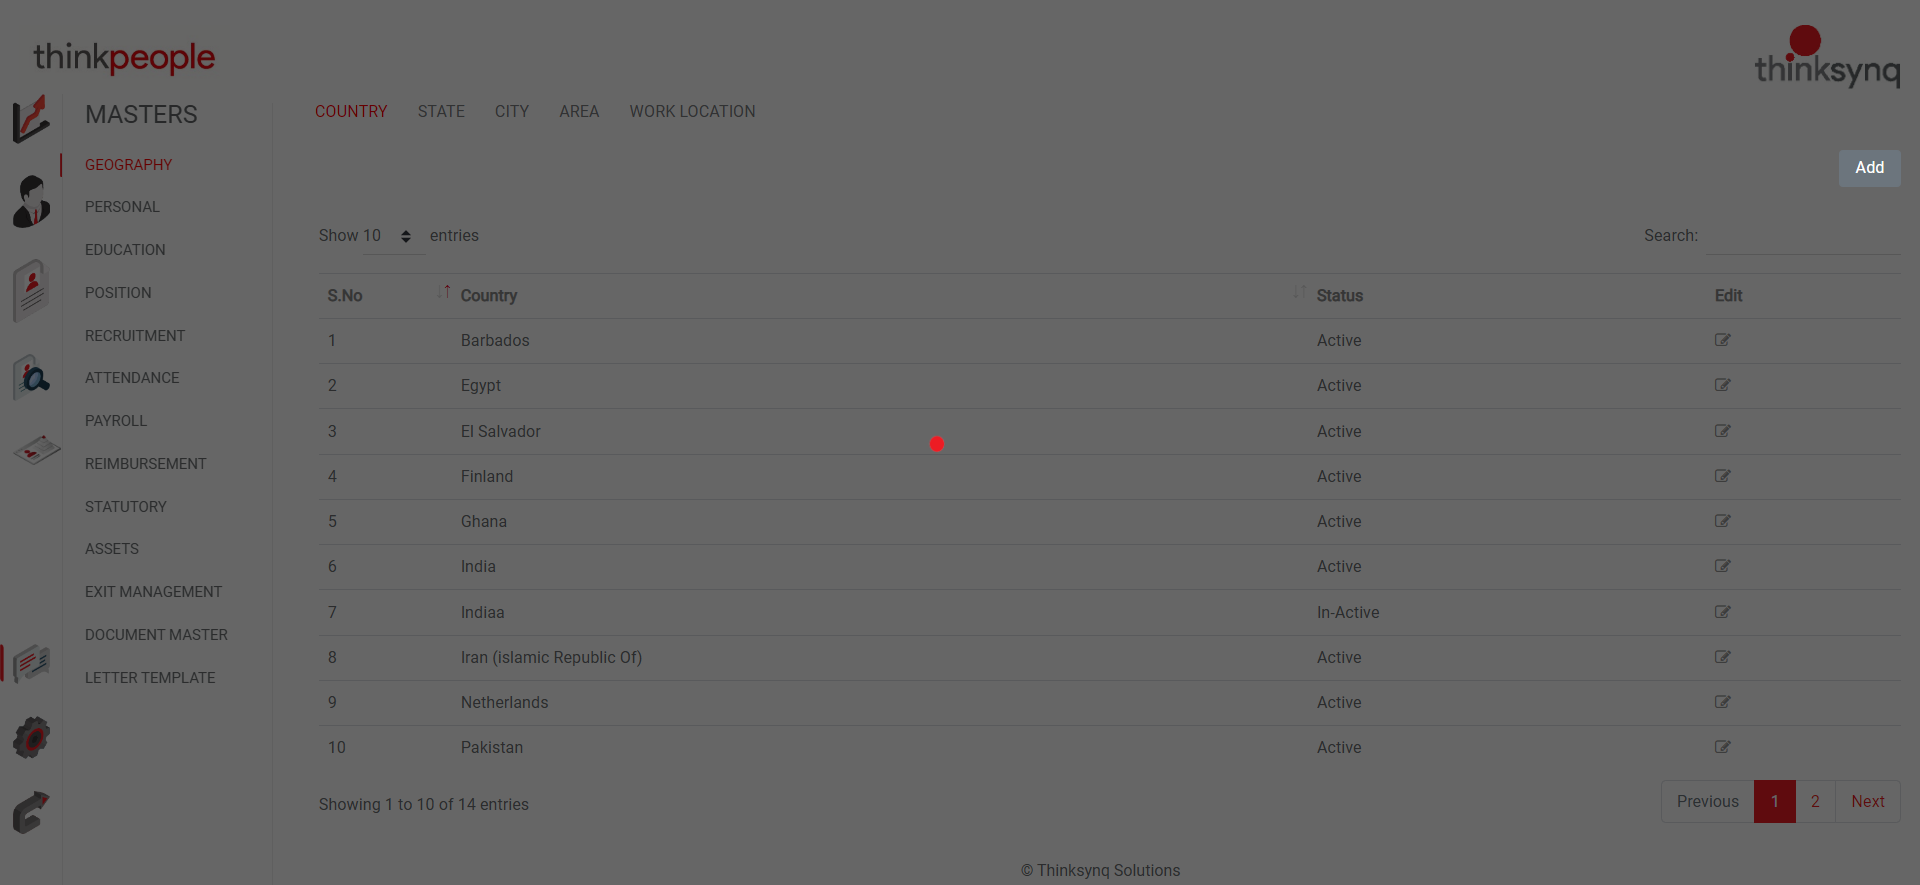 thinkpeople
thinksynq
MASTERS
GEOGRAPHY
PERSONAL
EDUCATION
POSITION
RECRUITMENT
ATTENDANCE
PAYROLL
REIMBURSEMENT
STATUTORY
ASSETS
EXIT MANAGEMENT
DOCUMENT MASTER
LETTER TEMPLATE
COUNTRY STATE CITY AREA WORK LOCATION
Add
Show 10 entries
Search:
S.No Country Status Edit
1 Barbados Active
2 Egypt Active
3 El Salvador Active
4 Finland Active
5 Ghana Active
6 India Active
7 Indiaa In-Active
8 Iran (islamic Republic Of) Active
9 Netherlands Active
10 Pakistan Active
Showing 1 to 10 of 14 entries
Previous 1 2 Next
© Thinksynq Solutions